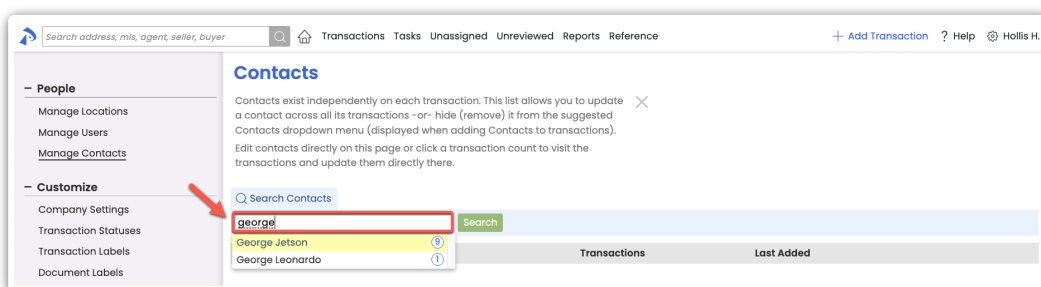 Search address, mls, agent, seller, buyer
Transactions Tasks Unassigned Unreviewed Reports Reference
+ Add Transaction ? Help Hollis H.
– People
Manage Locations
Manage Users
Manage Contacts
– Customize
Company Settings
Transaction Statuses
Transaction Labels
Document Labels
Contacts
Contacts exist independently on each transaction. This list allows you to update
a contact across all its transactions -or- hide (remove) it from the suggested
Contacts dropdown menu (displayed when adding Contacts to transactions).
Edit contacts directly on this page or click a transaction count to visit the
transactions and update them directly there.
Search Contacts
george Search
George Jetson 9
George Leonardo 1
Transactions Last Added